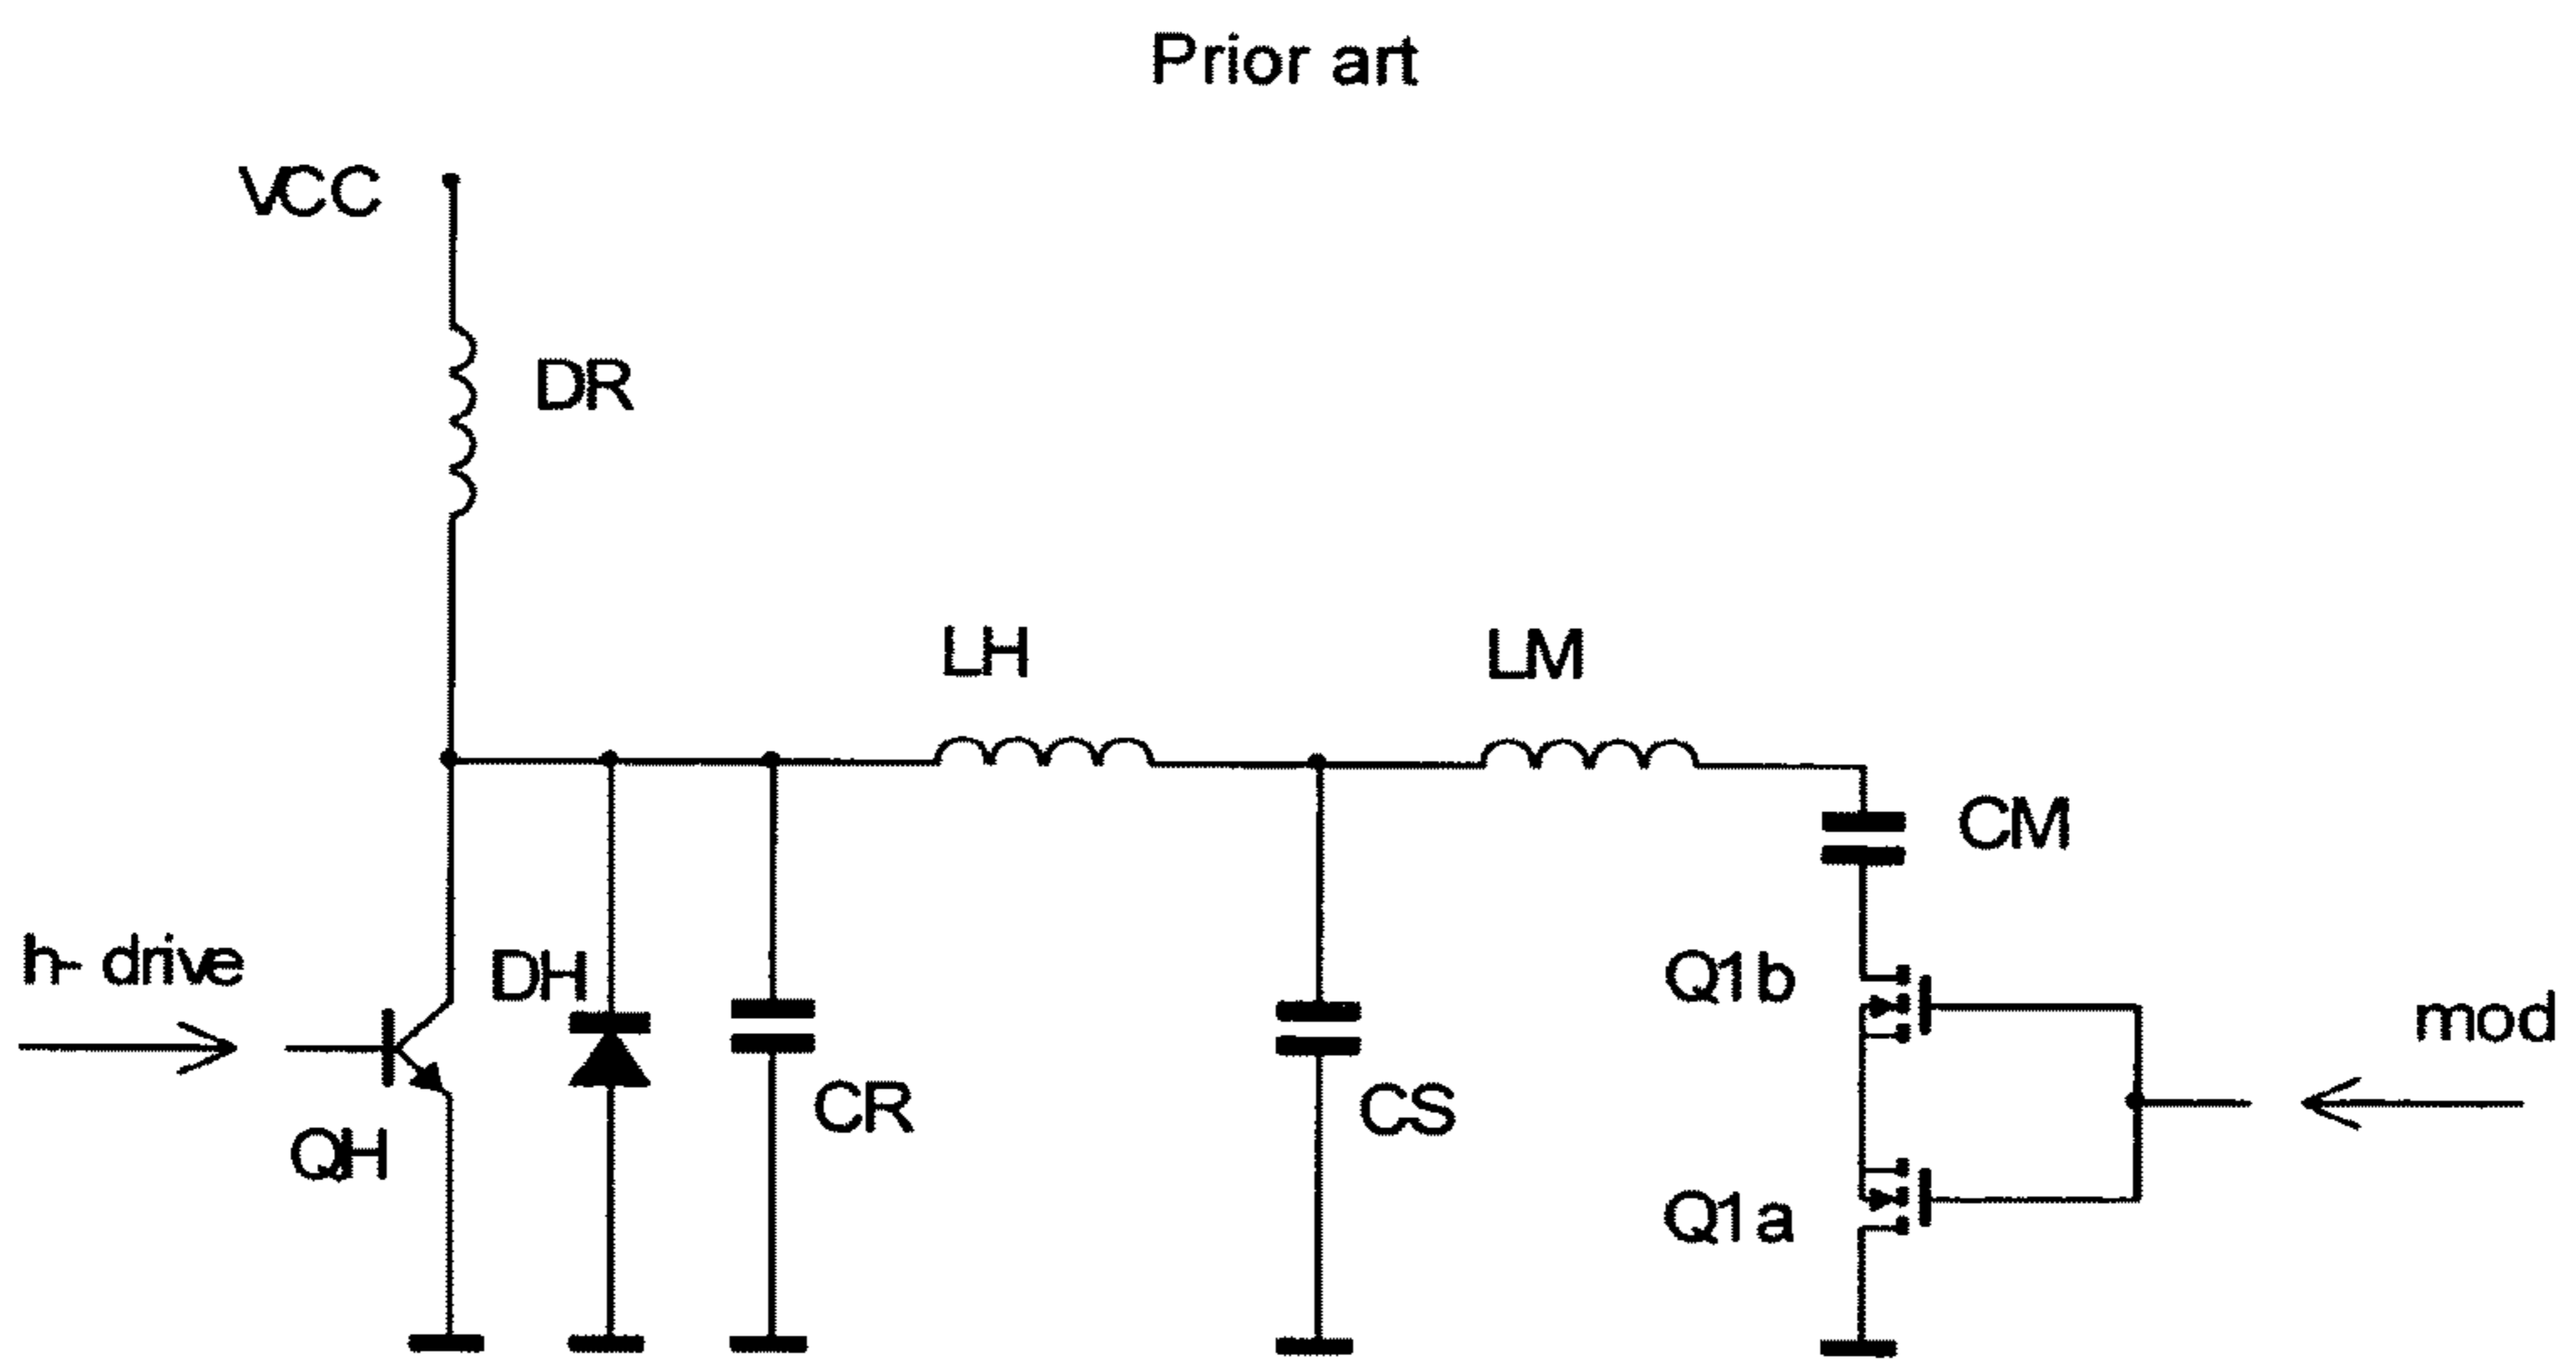 Prior art
VCC
DR
LH
LM
CM
h- drive
DH
Q1b
mod
CR
CS
QH
Q1a